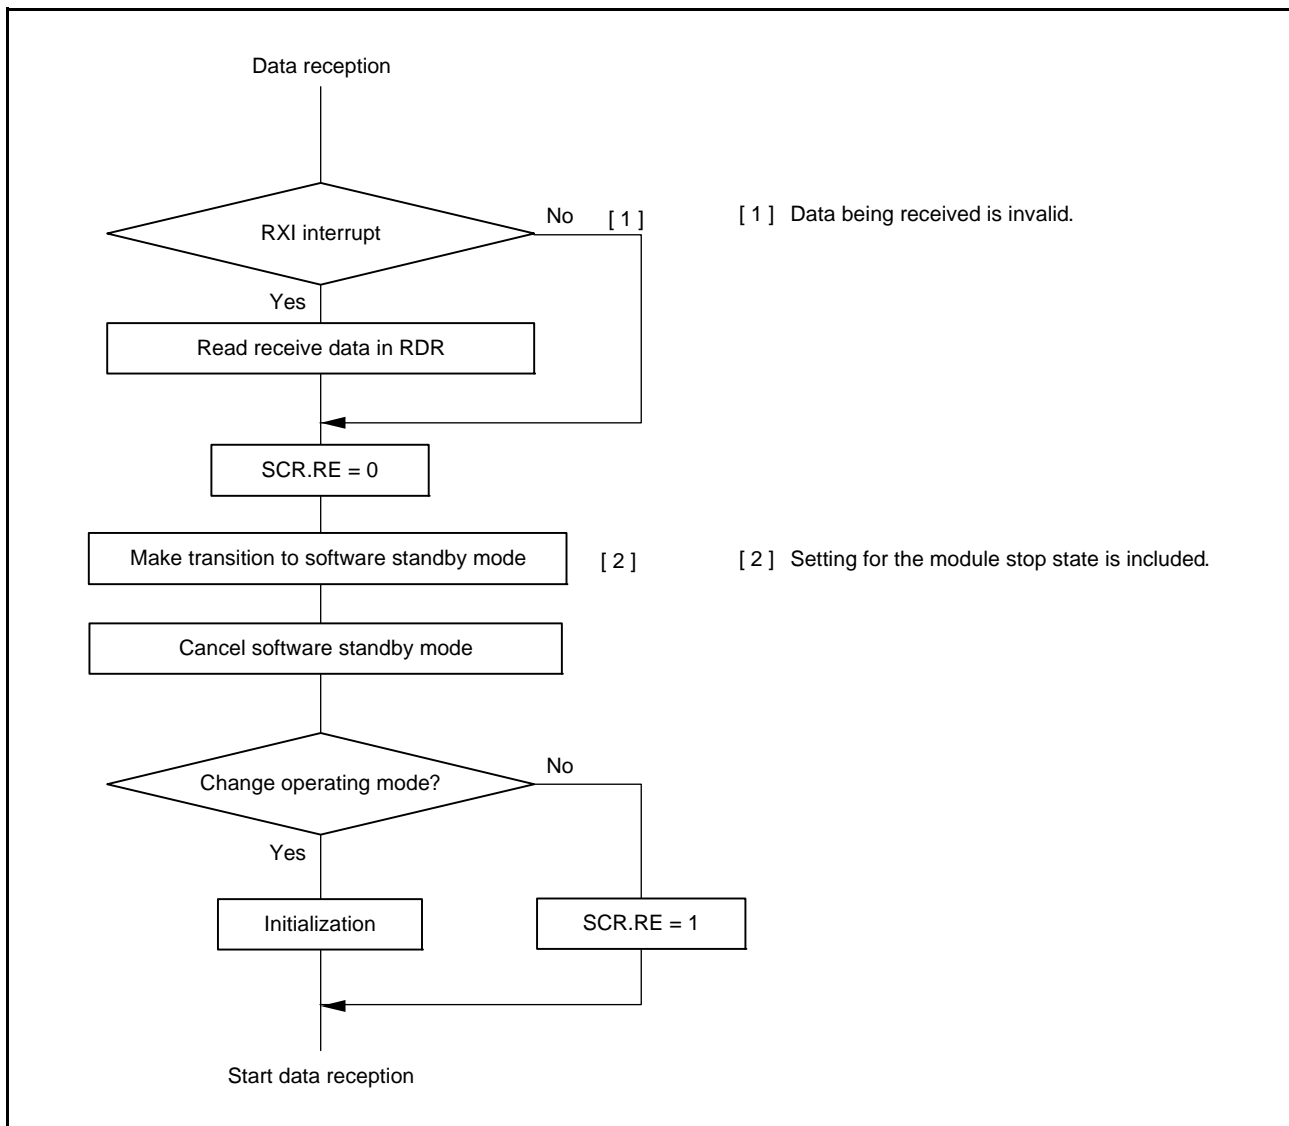 Data reception
No [ 1 ]
[ 1 ] Data being received is invalid.
RXI interrupt
Yes
Read receive data in RDR
SCR.RE = 0
Make transition to software standby mode
[ 2 ]
[ 2 ] Setting for the module stop state is included.
Cancel software standby mode
Change operating mode?
No
Yes
Initialization
SCR.RE = 1
Start data reception